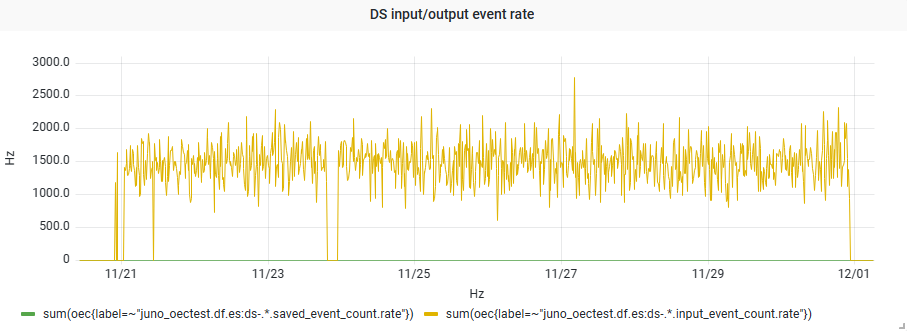 DS input/output event rate
3000.0
2500.0
2000.0
1500.0
1000.0
500.0
0
Hz
11/21 11/23 11/25 11/27 11/29 12/01
Hz
sum(oec{label=~"juno_oectest.df.es:ds-.*.saved_event_count.rate"}) sum(oec{label=~"juno_oectest.df.es:ds-.*.input_event_count.rate"})